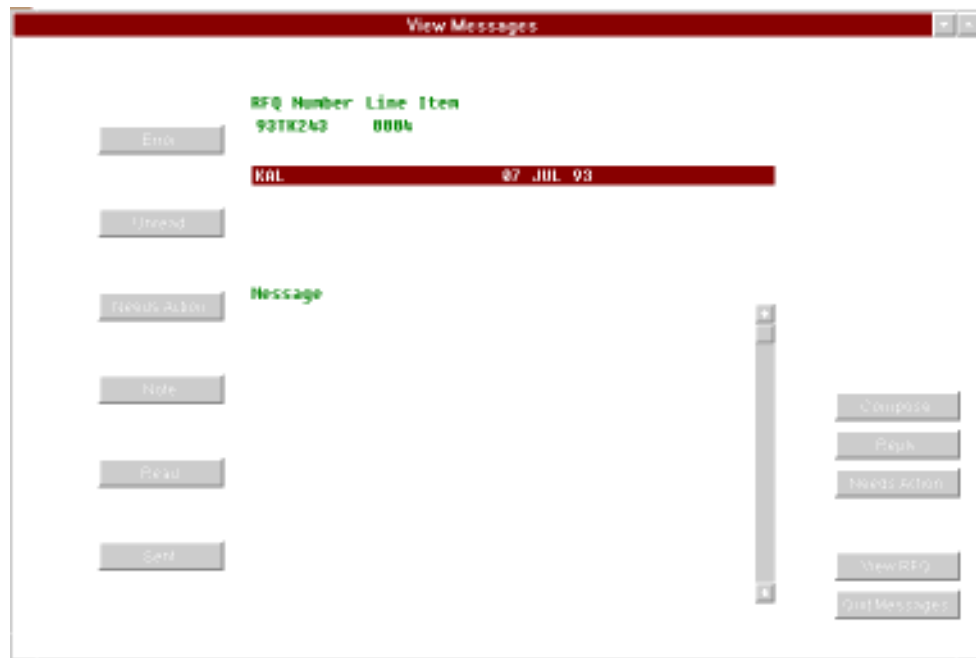 View Messages
RFQ Number Line Item
93TK243 0004
Error
KAL 07 JUL 93
Unread
Message
Needs Action
Note
Compose
Reply
Read
Needs Action
Sent
View RFQ
Quit Messages